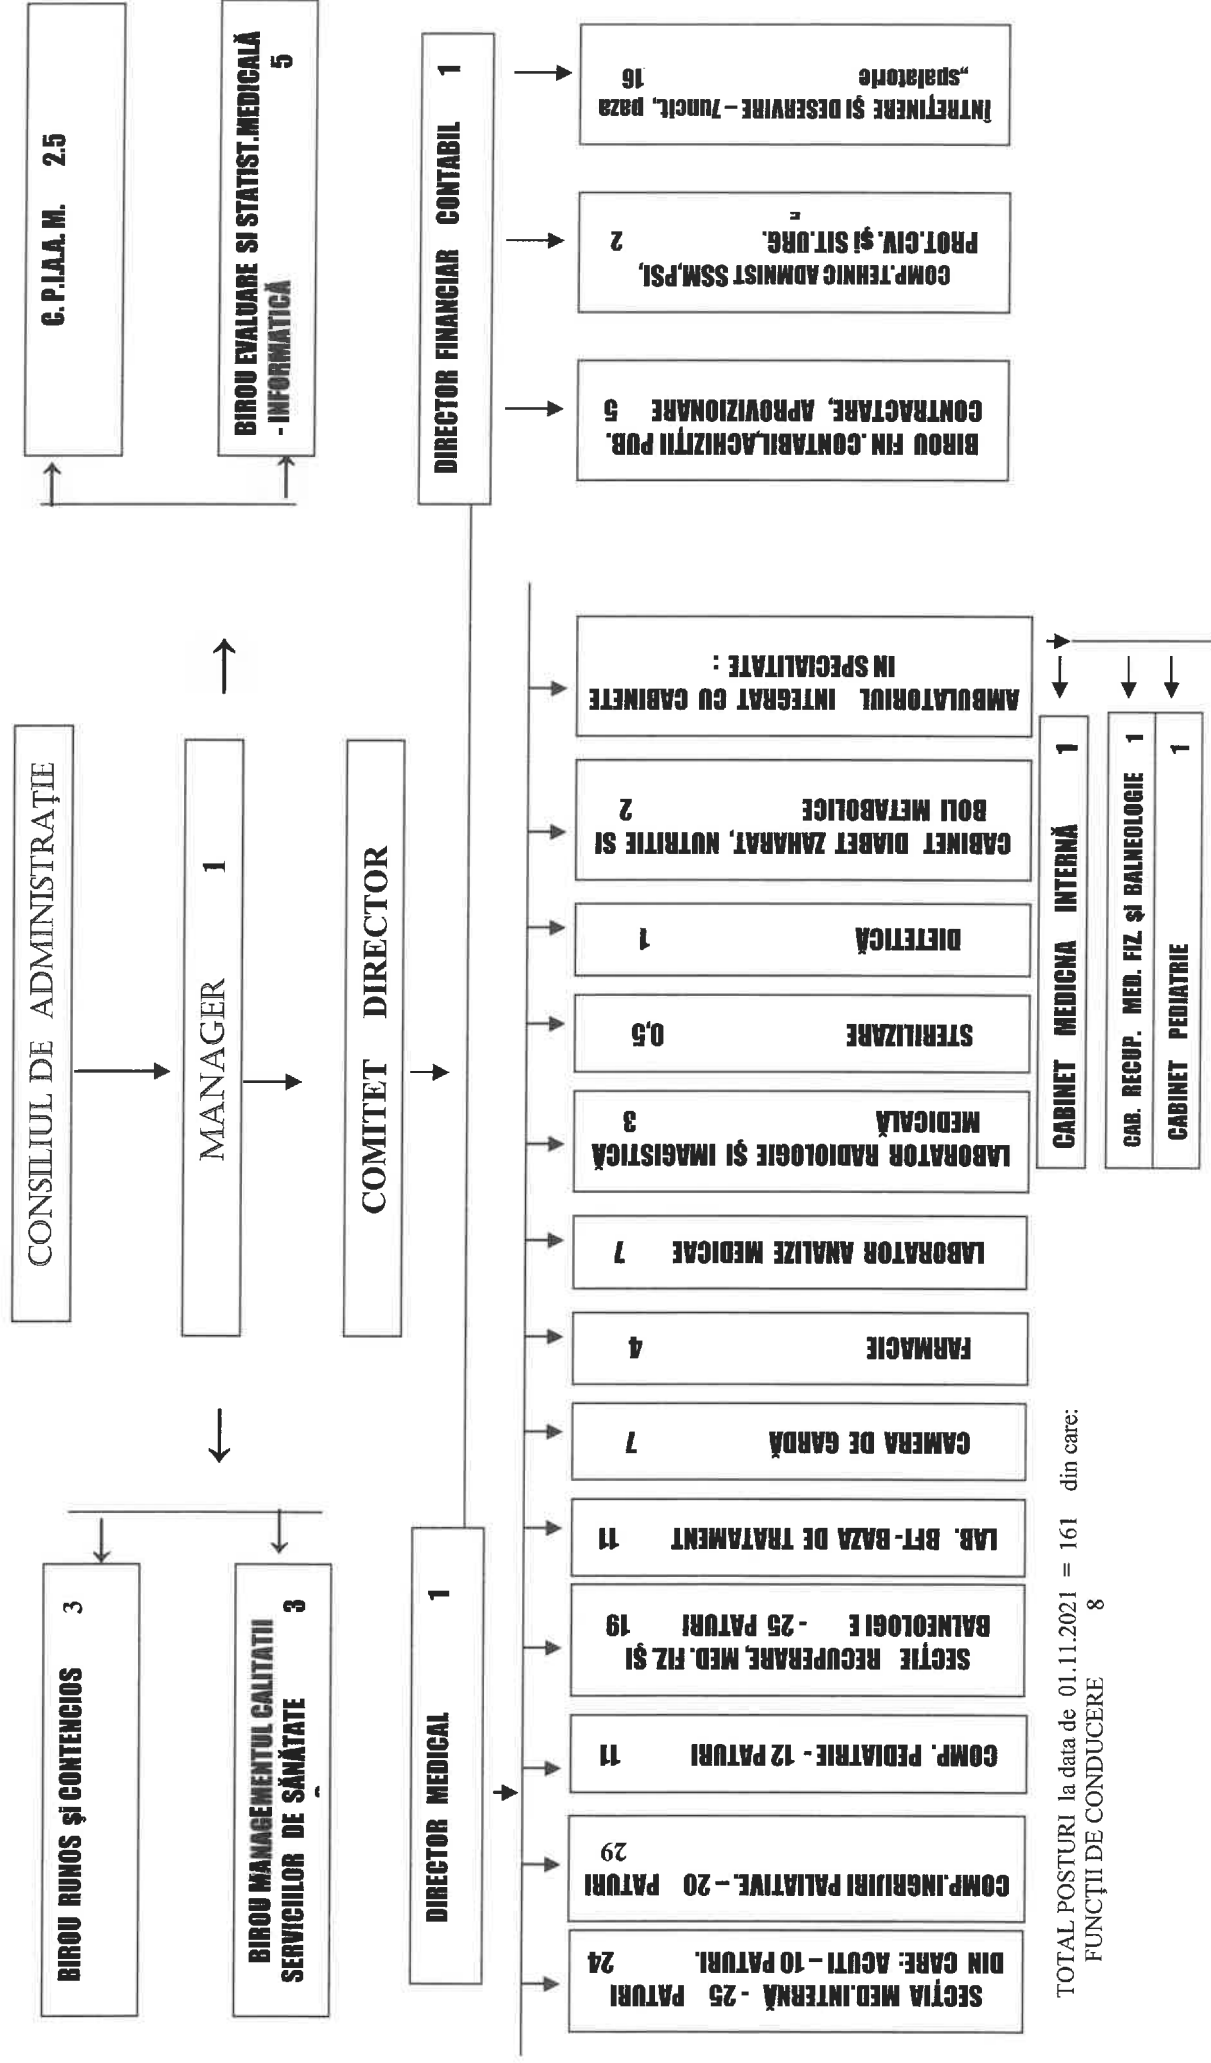 CONSILIUL DE ADMINISTRAŢIE
MANAGER 1
COMITET DIRECTOR
BIROU RUNOS şi CONTENCIOS 3
BIROU MANAGEMENTUL CALITATII
SERVICIILOR DE SĂNĂTATE 3
C. P.I.A.A. M. 2.5
BIROU EVALUARE SI STATIST.MEDICALĂ
- INFORMATICĂ 5
DIRECTOR MEDICAL 1
DIRECTOR FINANCIAR CONTABIL 1
SECŢIA MED.INTERNĂ - 25 PATURI
DIN CARE: ACUTI – 10 PATURI. 24
COMP.INGRIJIRI PALIATIVE. – 20 PATURI
29
COMP. PEDIATRIE - 12 PATURI 11
SECŢIE RECUPERARE, MED. FIZ. ŞI
BALNEOLOGI E - 25 PATURI 19
LAB. BFT- BAZA DE TRATAMENT 11
CAMERA DE GARDĂ 7
FARMACIE 4
LABORATOR ANALIZE MEDICAE 7
LABORATOR RADIOLOGIE ŞI IMAGISTICĂ
MEDICALĂ 3
STERILIZARE 0,5
DIETETICĂ 1
CABINET DIABET ZAHARAT, NUTRITIE SI
BOLI METABOLICE 2
AMBULATORIUL INTEGRAT CU CABINETE
IN SPECIALITATE :
BIROU FIN.CONTABIL,ACHIZIŢII PUB.
CONTRACTARE, APROVIZIONARE 5
COMP.TEHNIC ADMNIST SSM,PSI,
PROT.CIV. şi SIT.URG. 2
ÎNTREŢINERE ŞI DESERVIRE – 7uncit, paza
„spalatorie 16
CABINET MEDICNA INTERNĂ 1
CAB. RECUP. MED. FIZ. şi BALNEOLOGIE 1
CABINET PEDIATRIE 1
TOTAL POSTURI la data de 01.11.2021 = 161 din care:
FUNCŢII DE CONDUCERE 8